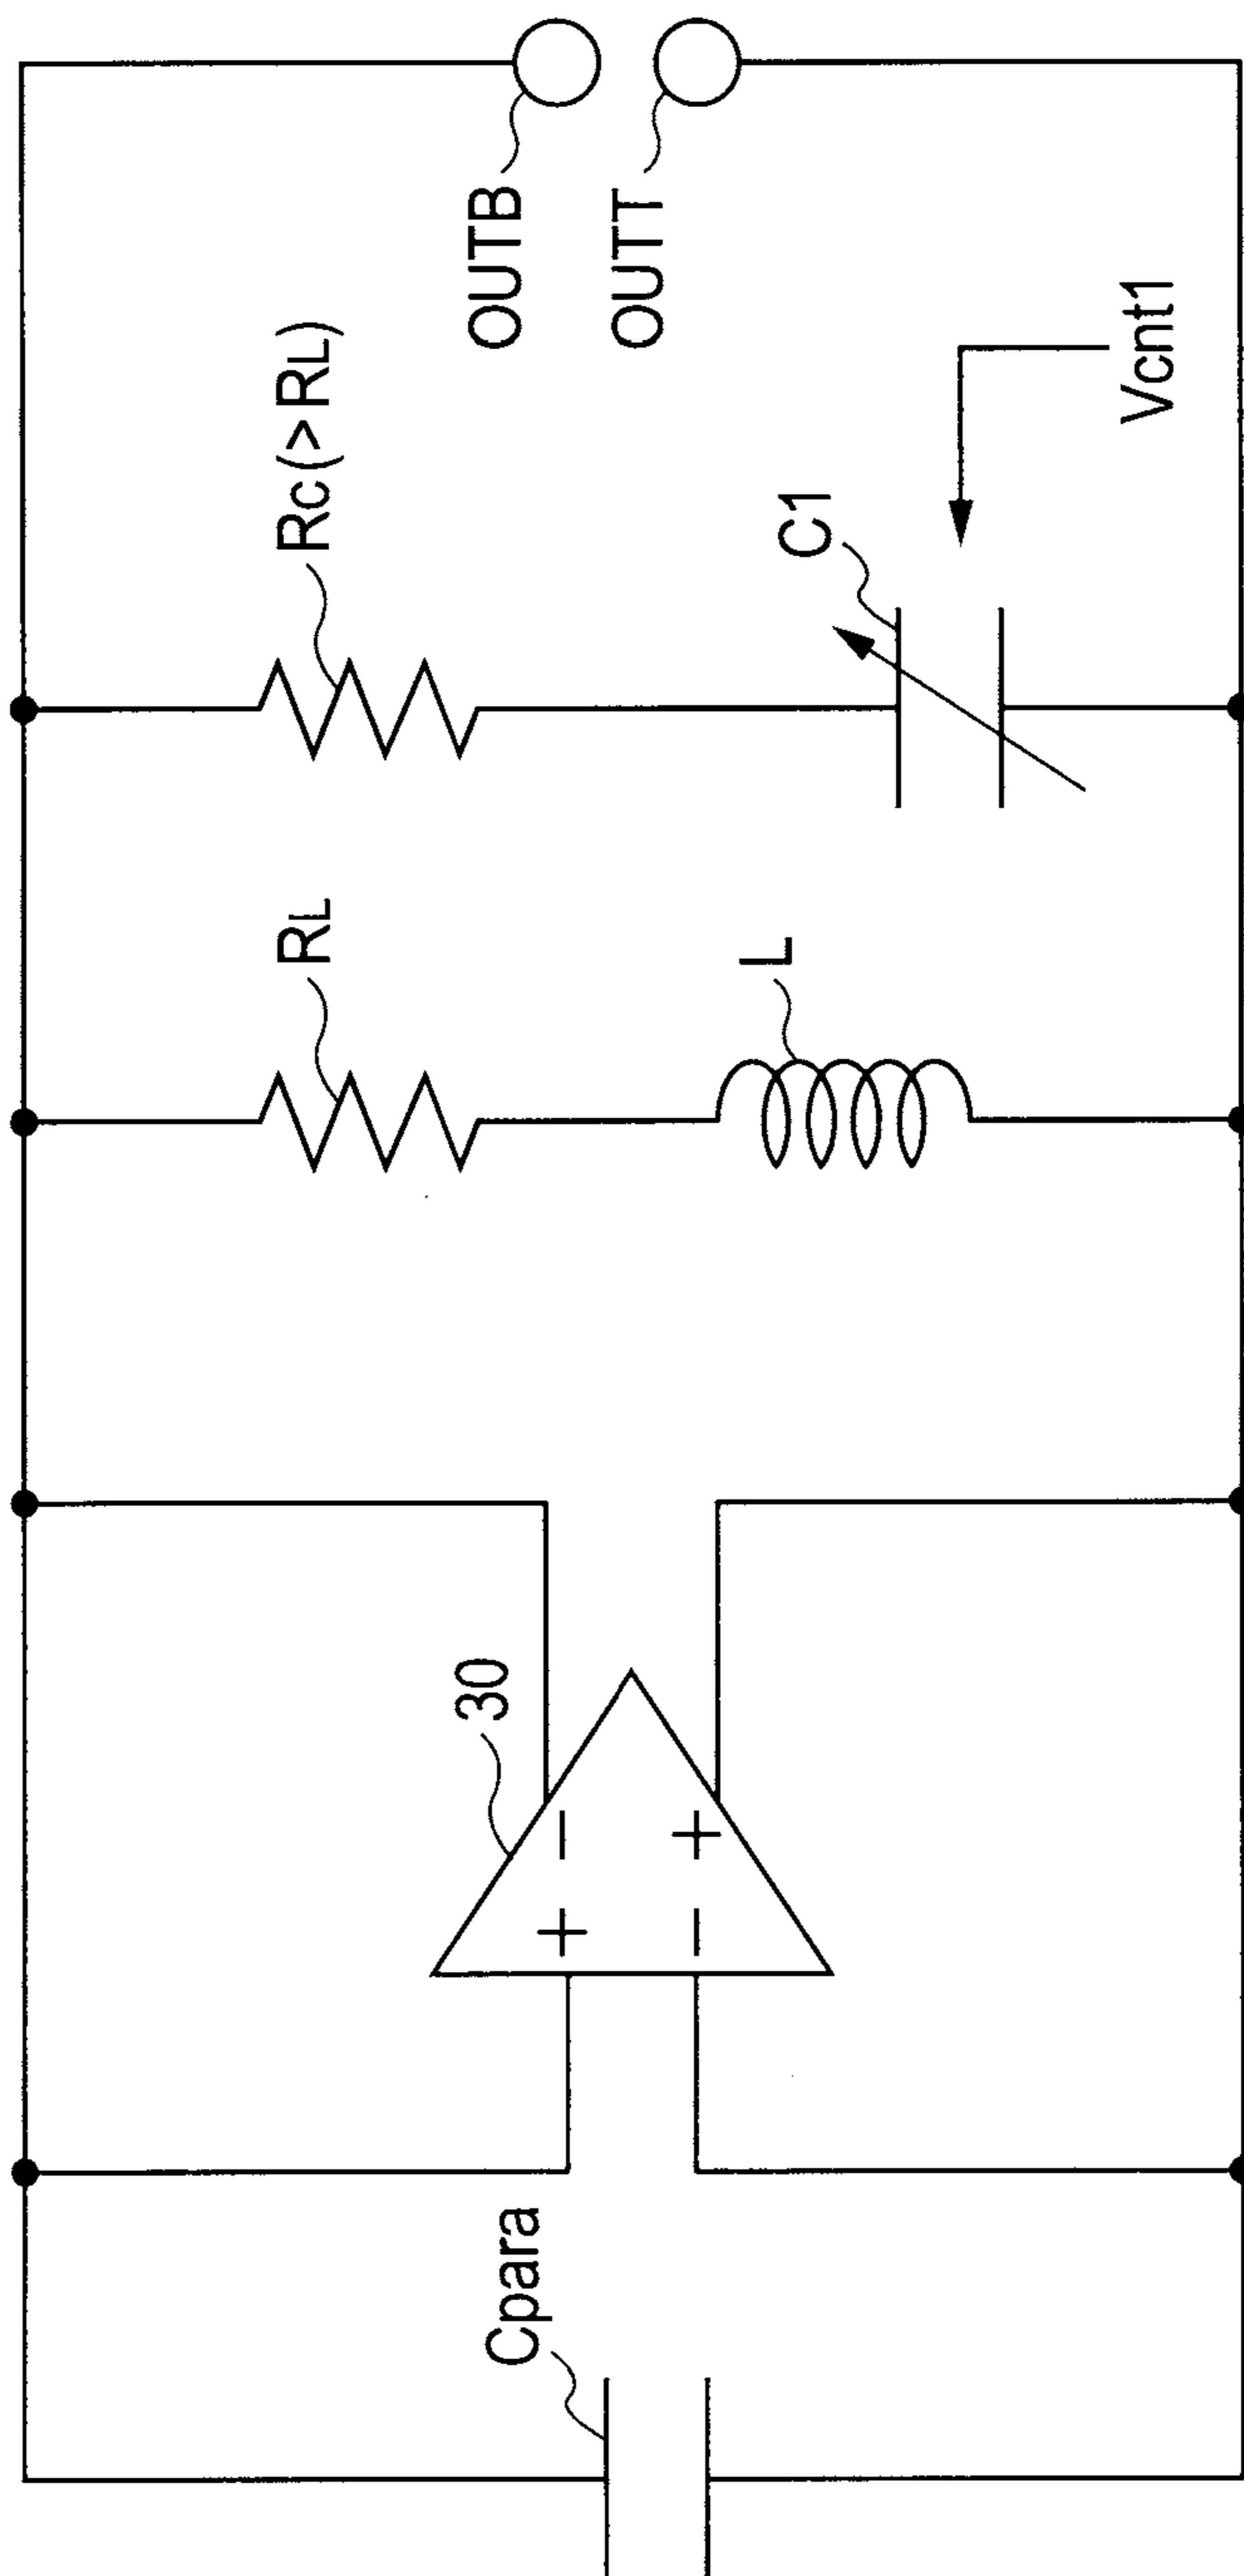 Cpara
30
+ −
− +
RL
L
Rc(>RL)
C1
OUTB
OUTT
Vcnt1